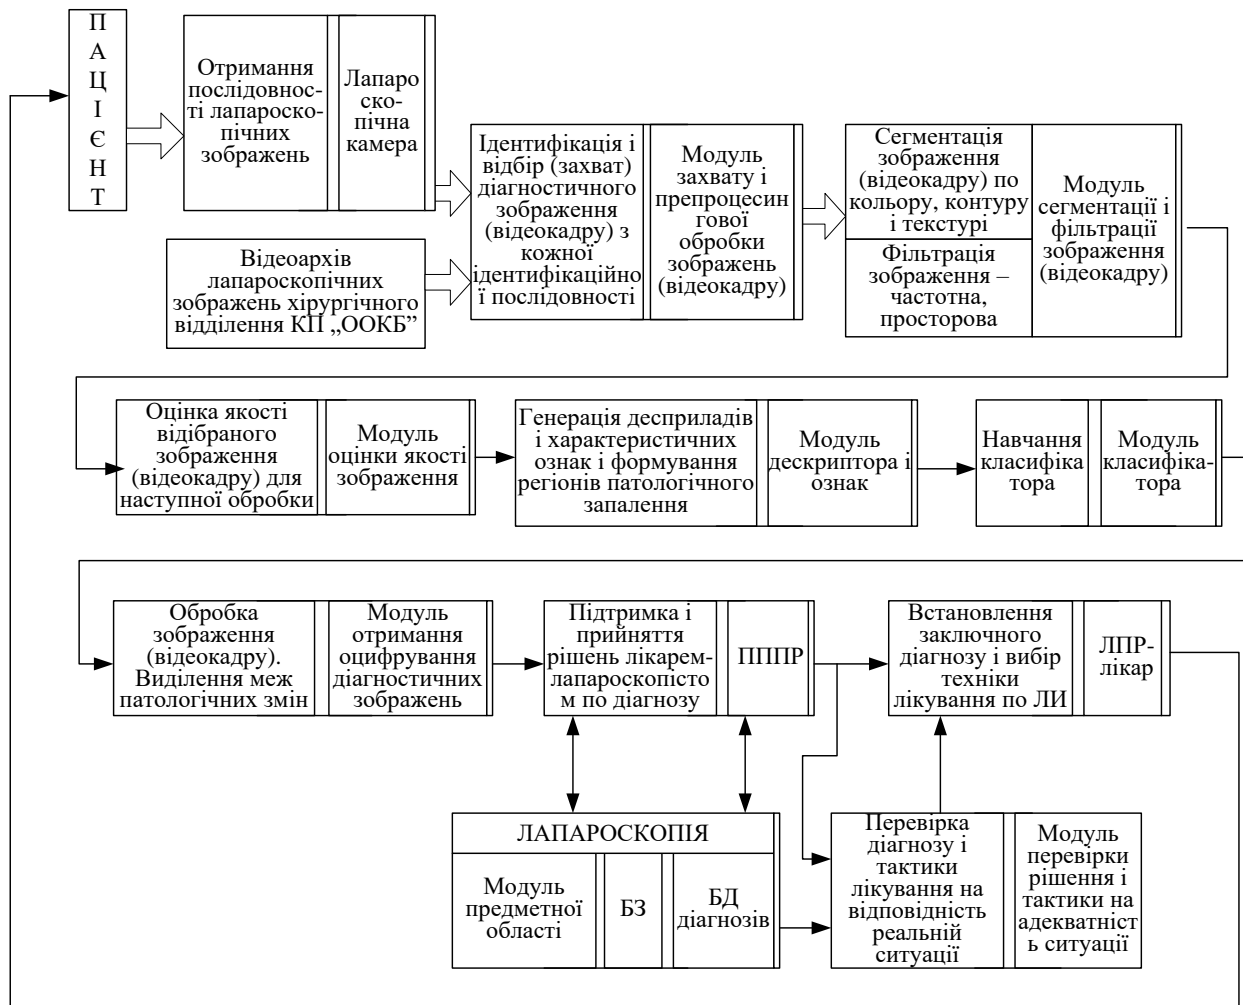 ПАЦІЄНТ
Отримання
послідовнос-
ті лапароско-
пічних
зображень
Лапаро
ско-
пічна
камера
Відеоархів
лапароскопічних
зображень хірургічного
відділення КП „ООКБ”
Ідентифікація і
відбір (захват)
діагностичного
зображення
(відеокадру) з
кожної
ідентифікаційно
ї послідовності
Модуль
захвату і
препроцесин
гової
обробки
зображень
(відеокадру)
Сегментація
зображення
(відеокадру) по
кольору, контуру
і текстурі
Фільтрація
зображення –
частотна,
просторова
Модуль
сегментації і
фільтрації
зображення
(відеокадру)
Оцінка якості
відібраного
зображення
(відеокадру) для
наступної обробки
Модуль
оцінки якості
зображення
Генерація десприладів
і характеристичних
ознак і формування
регіонів патологічного
запалення
Модуль
дескриптора і
ознак
Навчання
класифіка
тора
Модуль
класифіка-
тора
Обробка
зображення
(відеокадру).
Виділення меж
патологічних змін
Модуль
отримання
оцифрування
діагностичних
зображень
Підтримка і
прийняття
рішень лікарем-
лапароскопісто
м по діагнозу
ПППР
Встановлення
заключного
діагнозу і вибір
техніки
лікування по ЛИ
ЛПР-
лікар
ЛАПАРОСКОПІЯ
Модуль
предметної
області
БЗ
БД
діагнозів
Перевірка
діагнозу і
тактики
лікування на
відповідність
реальній
ситуації
Модуль
перевірки
рішення і
тактики на
адекватніст
ь ситуації